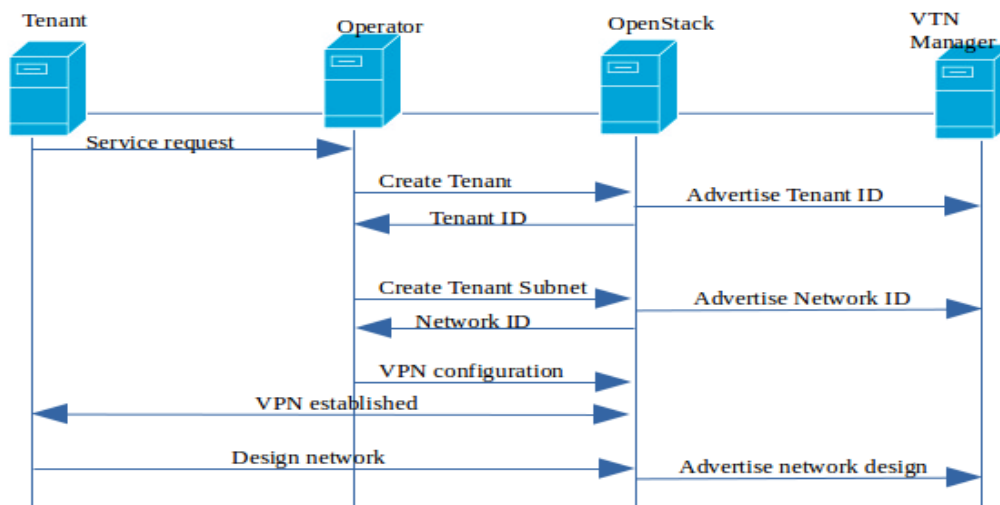 Tenant
Operator
OpenStack
VTN
Manager
Service request
Create Tenant
Advertise Tenant ID
Tenant ID
Create Tenant Subnet
Advertise Network ID
Network ID
VPN configuration
VPN established
Design network
Advertise network design